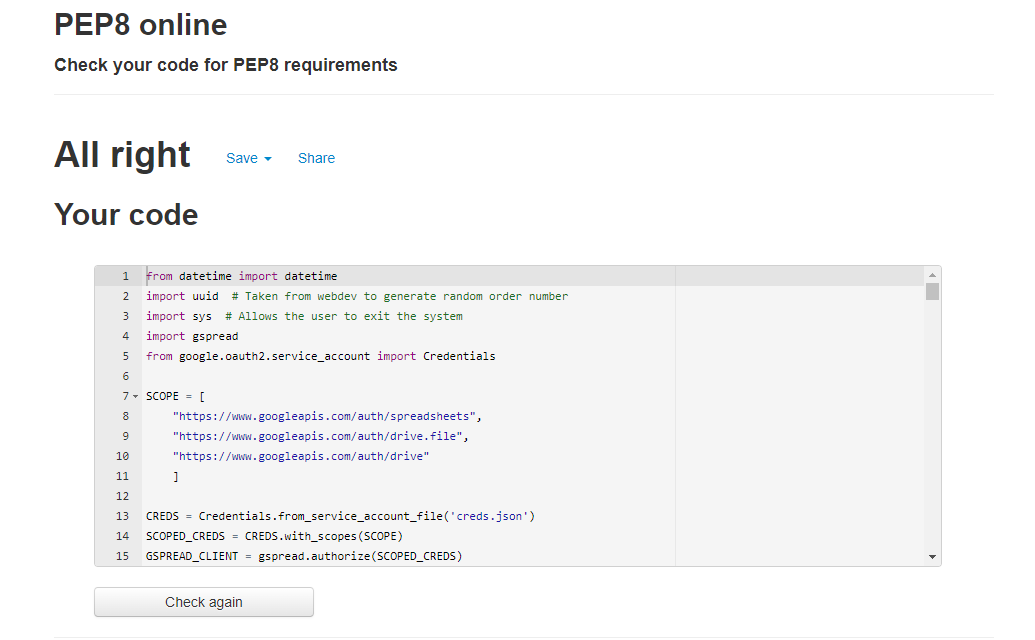 PEP8 online
Check your code for PEP8 requirements
All right Save Share
Your code
1 from datetime import datetime
2 import uuid  # Taken from webdev to generate random order number
3 import sys  # Allows the user to exit the system
4 import gspread
5 from google.oauth2.service_account import Credentials
6
7 SCOPE = [
8     "https://www.googleapis.com/auth/spreadsheets",
9     "https://www.googleapis.com/auth/drive.file",
10     "https://www.googleapis.com/auth/drive"
11     ]
12
13 CREDS = Credentials.from_service_account_file('creds.json')
14 SCOPED_CREDS = CREDS.with_scopes(SCOPE)
15 GSPREAD_CLIENT = gspread.authorize(SCOPED_CREDS)
Check again